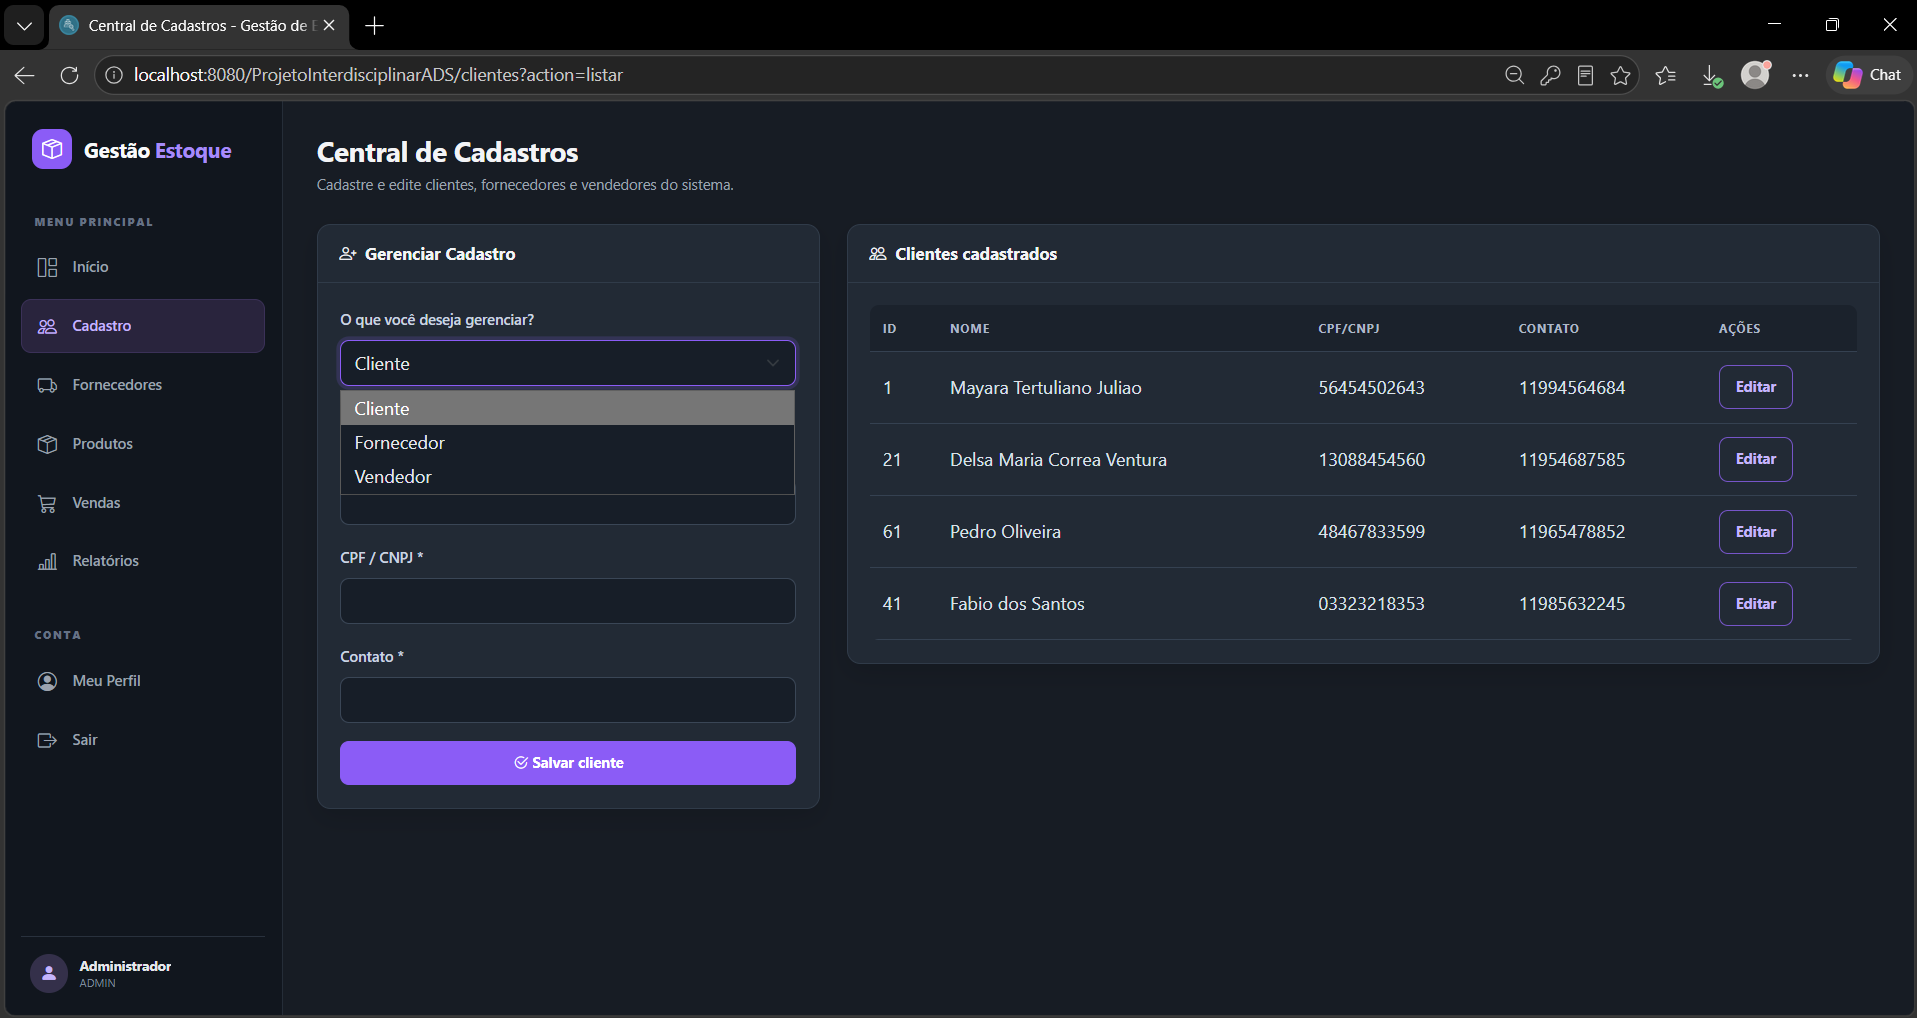 Central de Cadastros - Gestão de
localhost:8080/ProjetoInterdisciplinarADS/clientes?action=listar
Chat
Gestão Estoque
MENU PRINCIPAL
Início
Cadastro
Fornecedores
Produtos
Vendas
Relatórios
CONTA
Meu Perfil
Sair
Administrador
ADMIN
Central de Cadastros
Cadastre e edite clientes, fornecedores e vendedores do sistema.
Gerenciar Cadastro
O que você deseja gerenciar?
Cliente
Cliente
Fornecedor
Vendedor
CPF / CNPJ *
Contato *
Salvar cliente
Clientes cadastrados
ID NOME CPF/CNPJ CONTATO AÇÕES
1 Mayara Tertuliano Juliao 56454502643 11994564684 Editar
21 Delsa Maria Correa Ventura 13088454560 11954687585 Editar
61 Pedro Oliveira 48467833599 11965478852 Editar
41 Fabio dos Santos 03323218353 11985632245 Editar